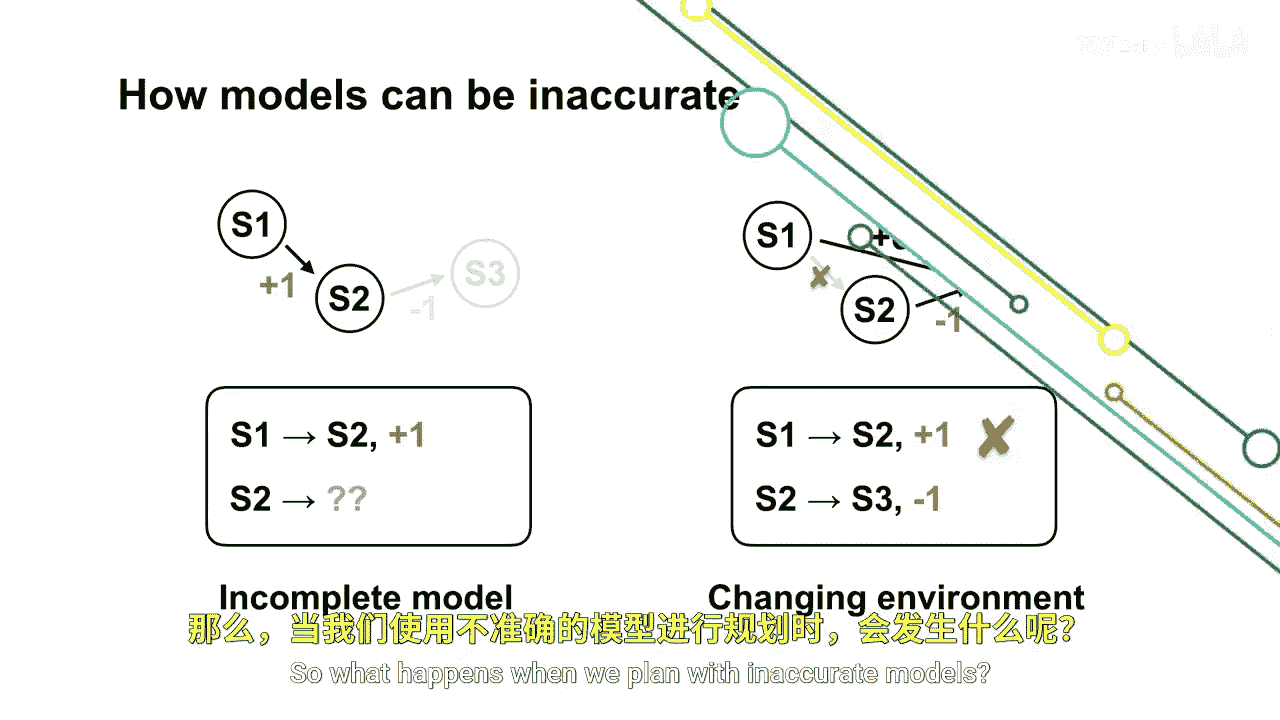 How models can be inaccurate
S1
+1
S2
-1
S3
S1 → S2, +1
S2 → ??
Incomplete model
S1
S2
-1
S1 → S2, +1 ✘
S2 → S3, -1
Changing environment
那么，当我们使用不准确的模型进行规划时，会发生什么呢？
So what happens when we plan with inaccurate models?